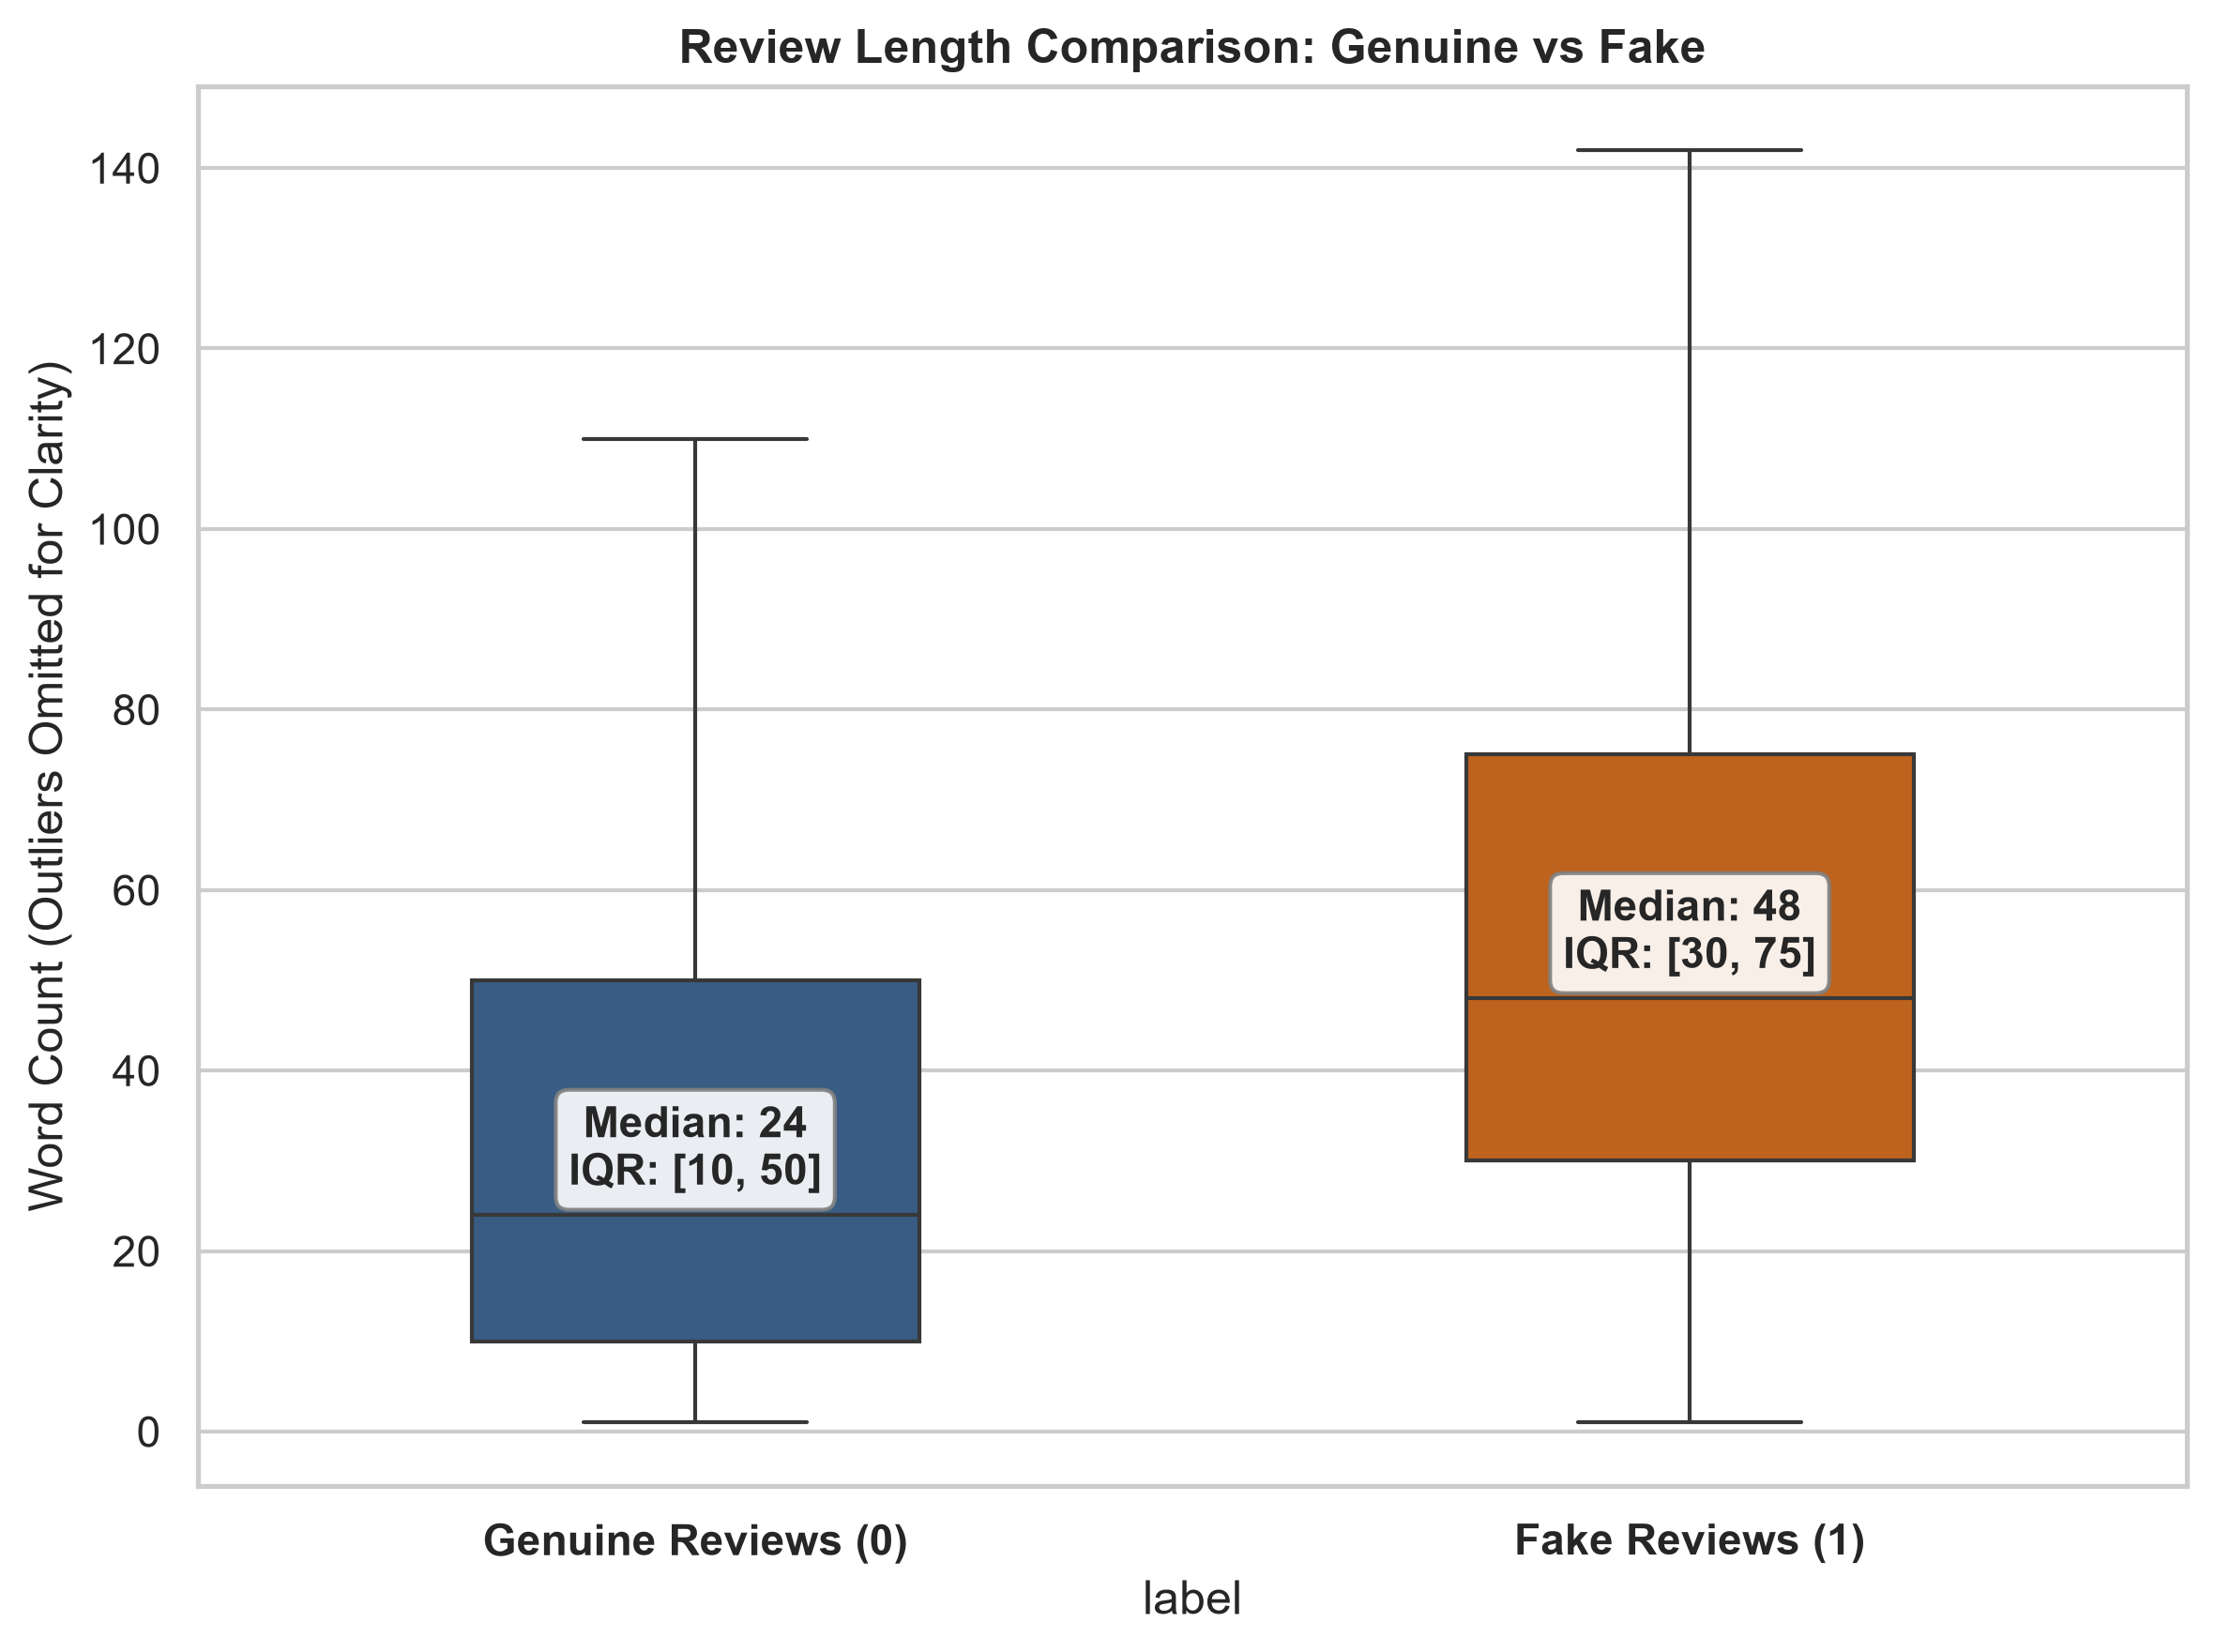 Review Length Comparison: Genuine vs Fake
Word Count (Outliers Omitted for Clarity)
140
120
100
80
60
40
20
0
Median: 24
IQR: [10, 50]
Median: 48
IQR: [30, 75]
Genuine Reviews (0)
Fake Reviews (1)
label